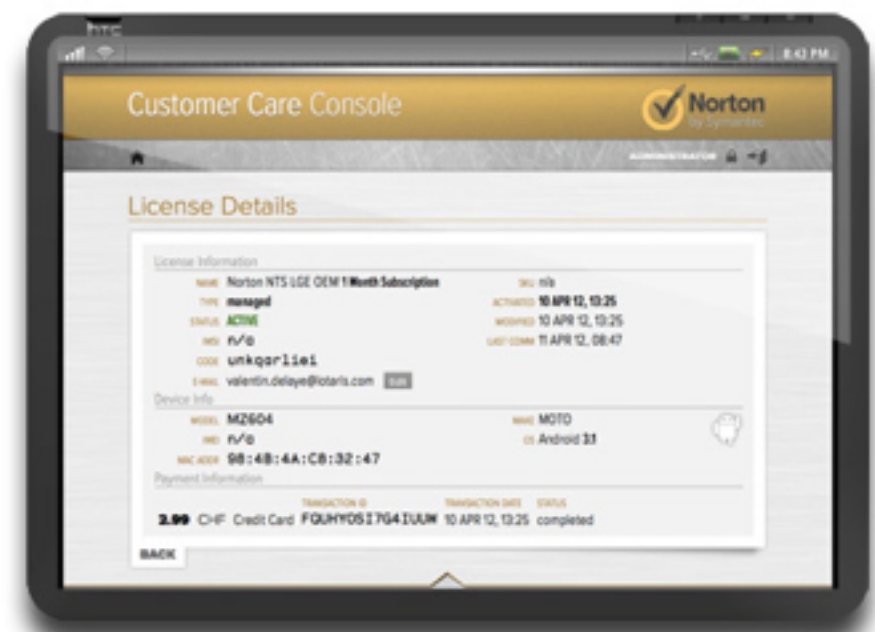 htc
8:42 PM
Customer Care Console
Norton
by Symantec
ADMINISTRATOR
License Details
License Information
NAME Norton NTS LGE OEM 1 Month Subscription SKU n/a
TYPE managed ACTIVATED 10 APR 12, 13:25
STATUS ACTIVE MODIFIED 10 APR 12, 13:25
IMSI n/a LAST COMM 11 APR 12, 08:47
CODE unkqarliei
E-MAIL valentin.delaye@lotaris.com Edit
Device Info
MODEL MZ604 MAKE MOTO
IMEI n/a OS Android 3.1
MAC ADDR 98:4B:4A:C8:32:47
Payment Information
TRANSACTION ID TRANSACTION DATE STATUS
2.99 CHF Credit Card FQUHYOSI7G4IUUW 10 APR 12, 13:25 completed
BACK